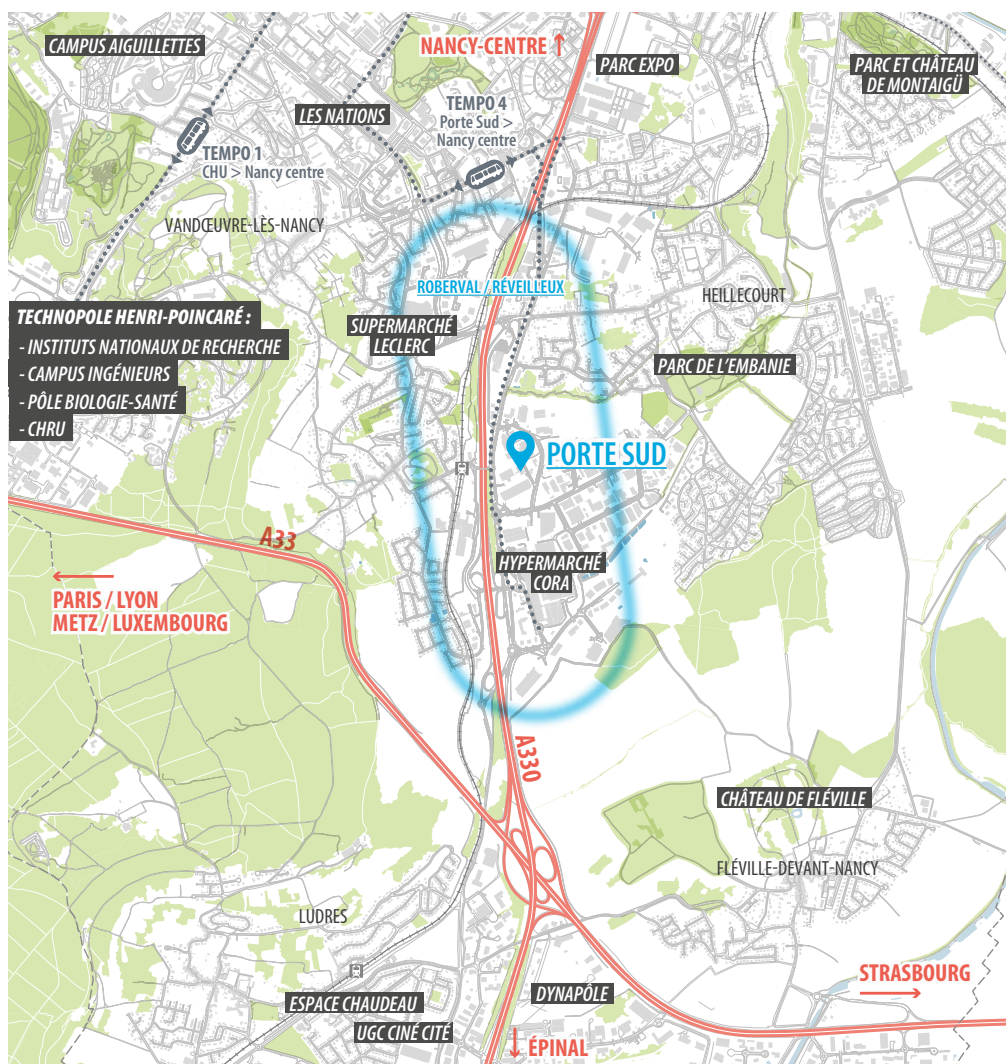 CAMPUS AIGUILLETTES
NANCY-CENTRE ↑
PARC EXPO
PARC ET CHÂTEAU
DE MONTAIGÜ
LES NATIONS
TEMPO 4
Porte Sud >
Nancy centre
TEMPO 1
CHU > Nancy centre
VANDŒUVRE-LÈS-NANCY
ROBERVAL / RÉVEILLEUX
HEILLECOURT
TECHNOPOLE HENRI-POINCARÉ :
- INSTITUTS NATIONAUX DE RECHERCHE
- CAMPUS INGÉNIEURS
- PÔLE BIOLOGIE-SANTÉ
- CHRU
SUPERMARCHÉ
LECLERC
PARC DE L'EMBANIE
PORTE SUD
A33
HYPERMARCHÉ
CORA
←
PARIS / LYON
METZ / LUXEMBOURG
A330
CHÂTEAU DE FLÉVILLE
FLÉVILLE-DEVANT-NANCY
LUDRES
STRASBOURG
→
ESPACE CHAUDEAU
DYNAPÔLE
UGC CINÉ CITÉ
↓ ÉPINAL